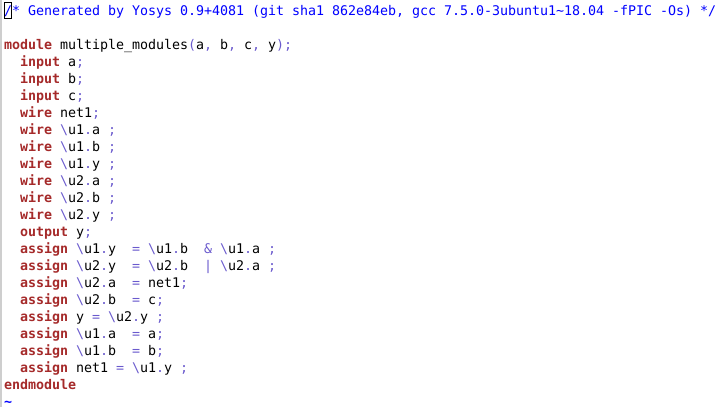 /* Generated by Yosys 0.9+4081 (git sha1 862e84eb, gcc 7.5.0-3ubuntu1~18.04 -fPIC -Os) */

module multiple_modules(a, b, c, y);
  input a;
  input b;
  input c;
  wire net1;
  wire \u1.a ;
  wire \u1.b ;
  wire \u1.y ;
  wire \u2.a ;
  wire \u2.b ;
  wire \u2.y ;
  output y;
  assign \u1.y  = \u1.b  & \u1.a ;
  assign \u2.y  = \u2.b  | \u2.a ;
  assign \u2.a  = net1;
  assign \u2.b  = c;
  assign y = \u2.y ;
  assign \u1.a  = a;
  assign \u1.b  = b;
  assign net1 = \u1.y ;
endmodule
~